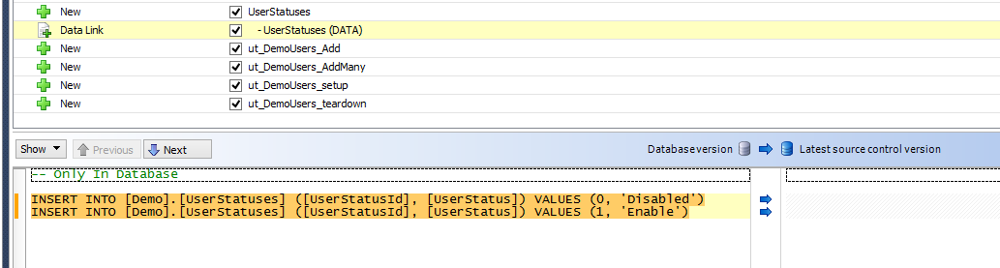 New UserStatuses
Data Link - UserStatuses (DATA)
New ut_DemoUsers_Add
New ut_DemoUsers_AddMany
New ut_DemoUsers_setup
New ut_DemoUsers_teardown
Show Previous Next Database version Latest source control version
-- Only In Database
INSERT INTO [Demo].[UserStatuses] ([UserStatusId], [UserStatus]) VALUES (0, 'Disabled')
INSERT INTO [Demo].[UserStatuses] ([UserStatusId], [UserStatus]) VALUES (1, 'Enable')